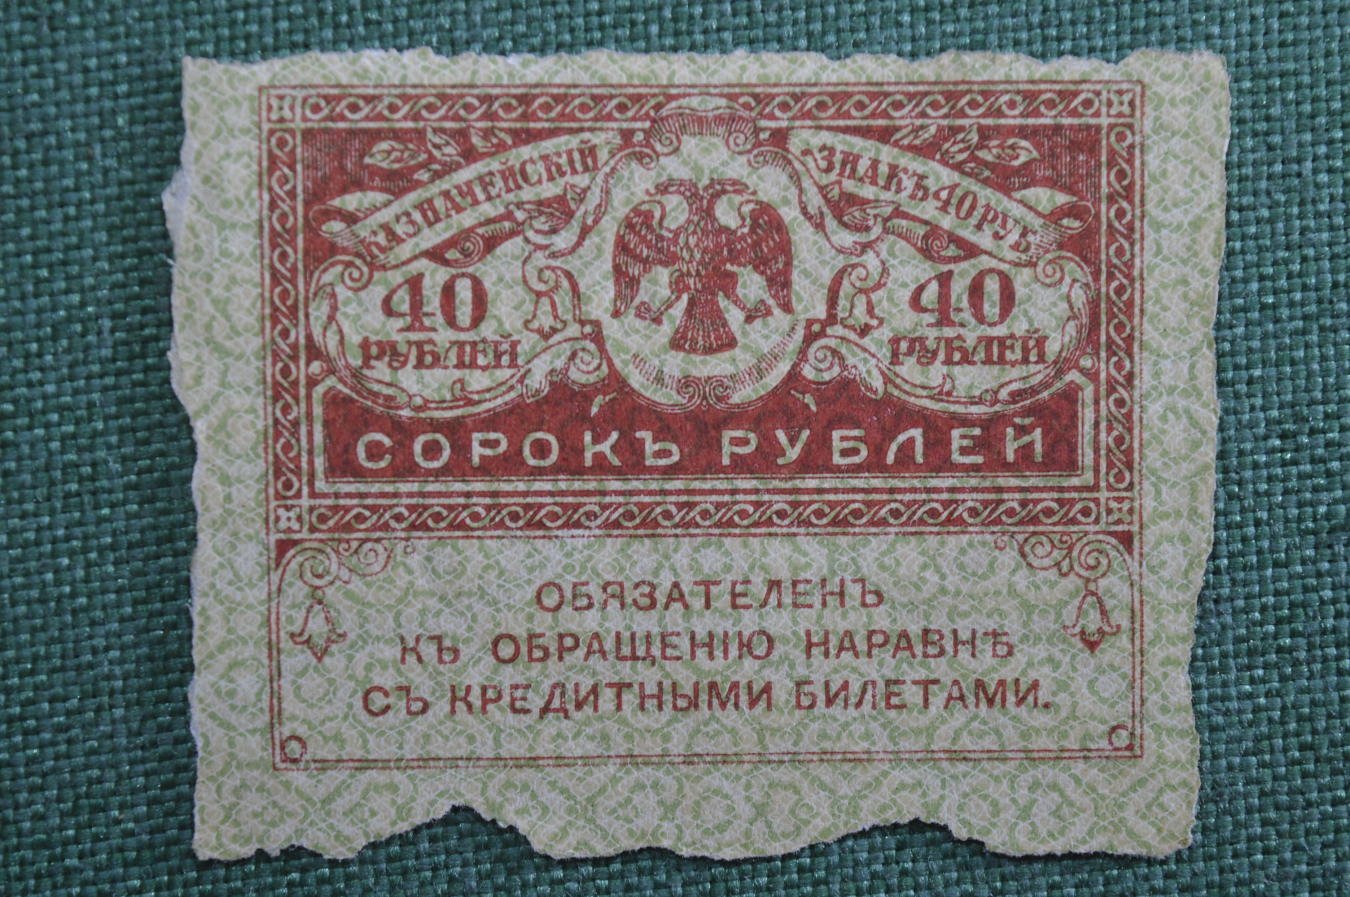 КАЗНАЧЕЙСКІЙ
ЗНАКЪ 40 РУБ
40
РУБЛЕЙ
40
РУБЛЕЙ
СОРОКЪ РУБЛЕЙ
ОБЯЗАТЕЛЕНЪ
КЪ ОБРАЩЕНІЮ НАРАВНѢ
СЪ КРЕДИТНЫМИ БИЛЕТАМИ.